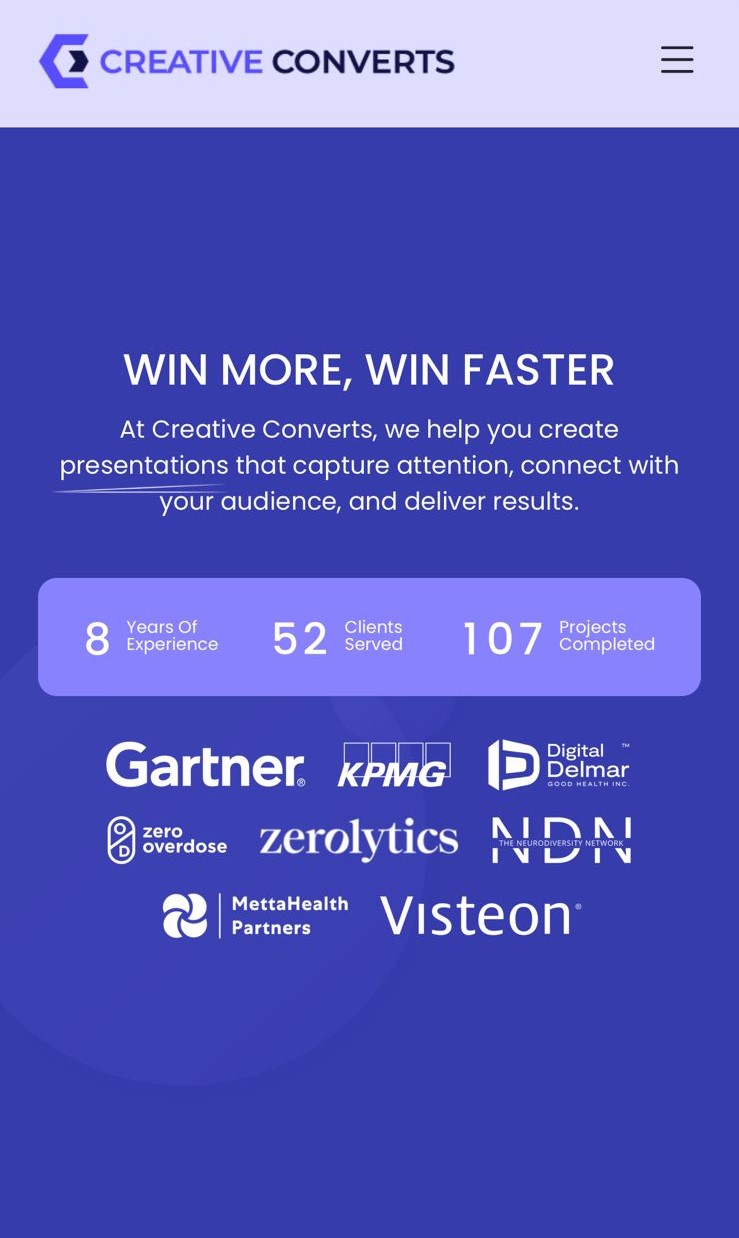 CREATIVE CONVERTS
WIN MORE, WIN FASTER
At Creative Converts, we help you create
presentations that capture attention, connect with
your audience, and deliver results.
8 Years Of Experience
52 Clients Served
107 Projects Completed
Gartner®
KPMG
Digital Delmar™
GOOD HEALTH INC.
zero overdose
zerolytics
NDN
THE NEURODIVERSITY NETWORK
MettaHealth Partners
Visteon®